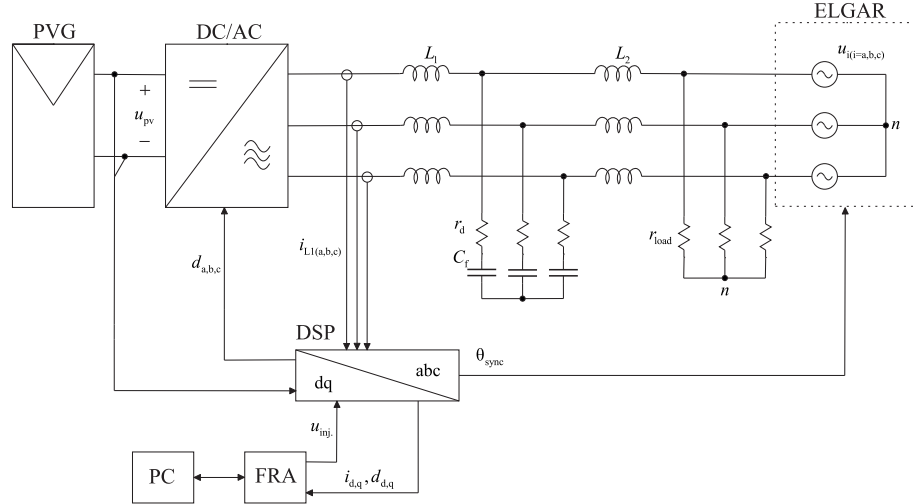 ELGAR
PVG
DC/AC
L1
L2
ui(i=a,b,c)
+
upv
−
n
rd
rload
iL1(a,b,c)
Cf
da,b,c
n
DSP
θsync
abc
dq
uinj.
PC
FRA
id,q , dd,q